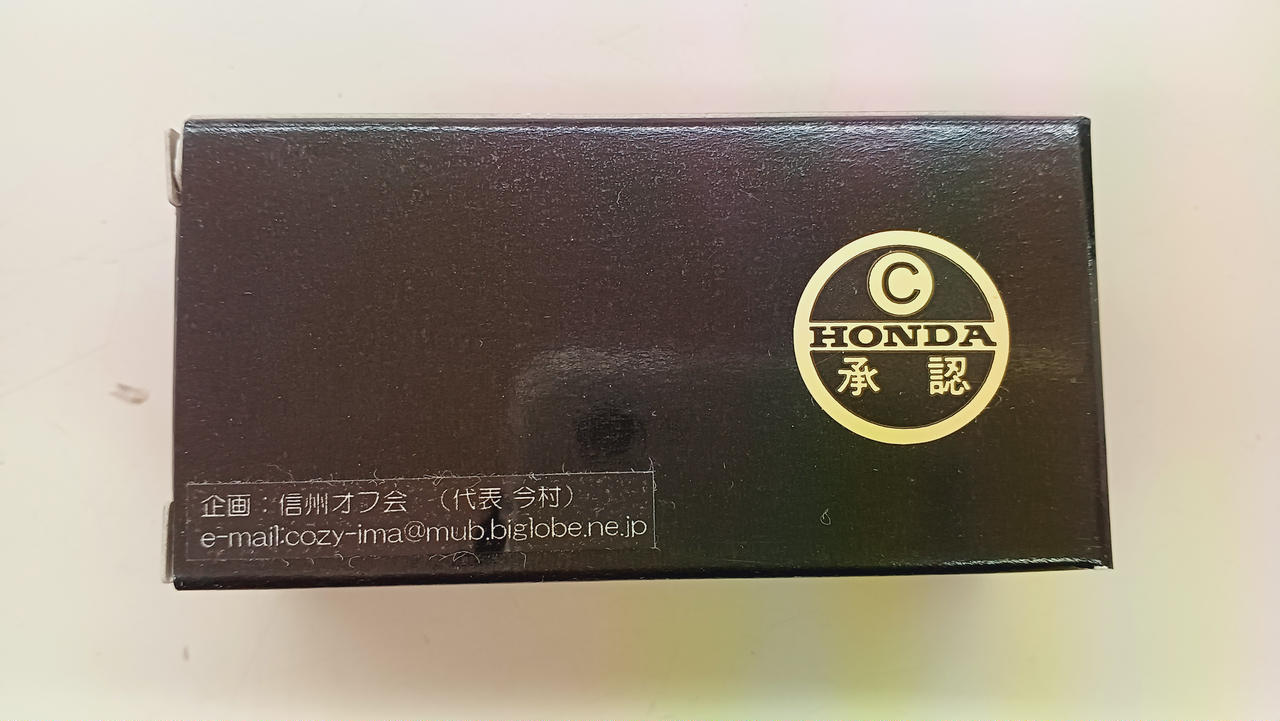 ©
HONDA
承認
企画：信州オフ会　（代表 今村）
e-mail:cozy-ima@mub.biglobe.ne.jp